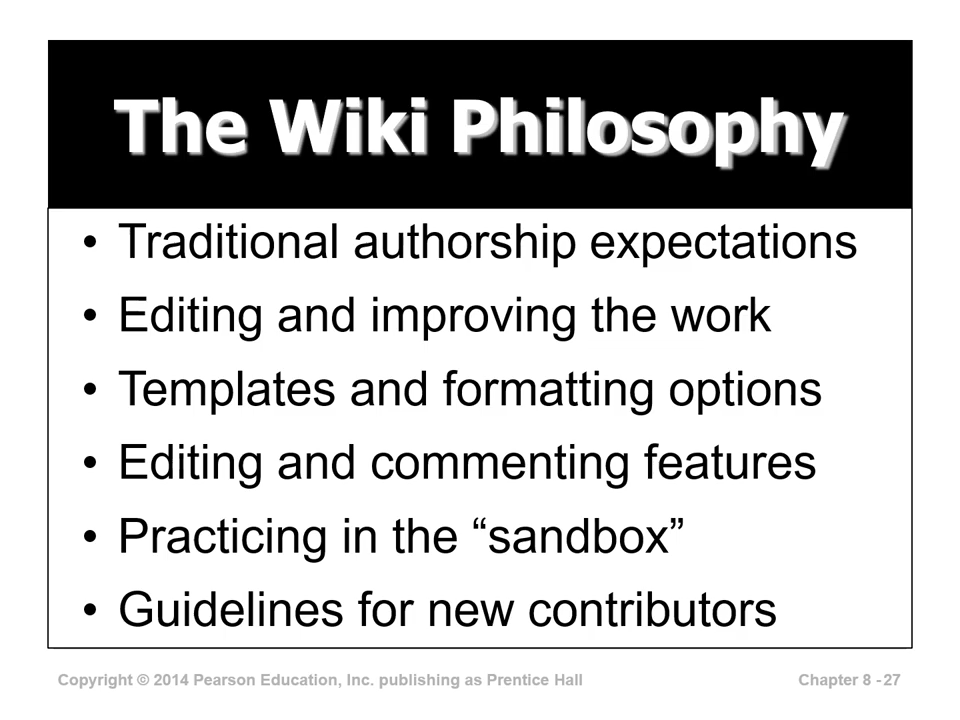 The Wiki Philosophy
• Traditional authorship expectations
• Editing and improving the work
• Templates and formatting options
• Editing and commenting features
• Practicing in the “sandbox”
• Guidelines for new contributors
Copyright © 2014 Pearson Education, Inc. publishing as Prentice Hall Chapter 8 - 27